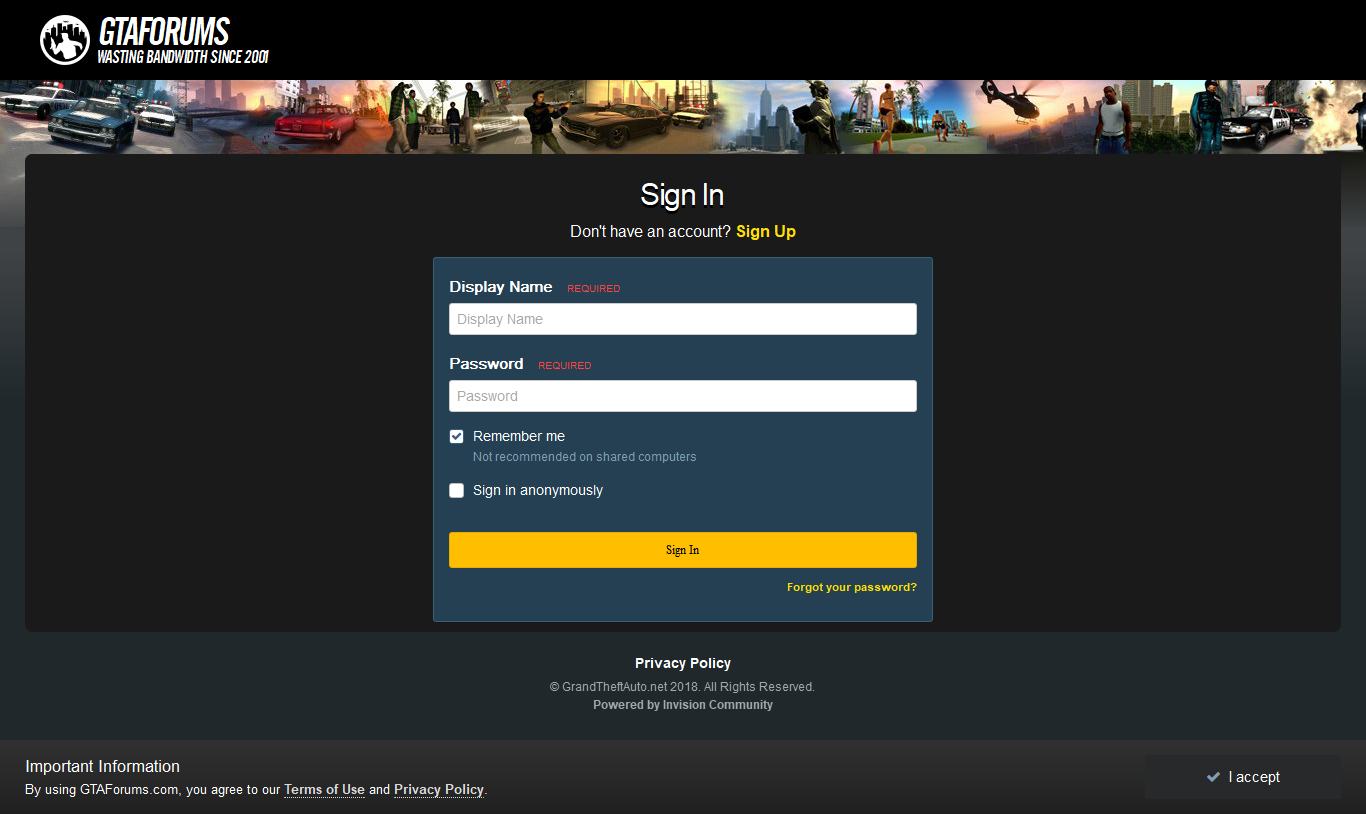 GTAFORUMS
WASTING BANDWIDTH SINCE 2001
Sign In
Don't have an account? Sign Up
Display Name REQUIRED
Display Name
Password REQUIRED
Password
Remember me
Not recommended on shared computers
Sign in anonymously
Sign In
Forgot your password?
Privacy Policy
© GrandTheftAuto.net 2018. All Rights Reserved.
Powered by Invision Community
Important Information
By using GTAForums.com, you agree to our Terms of Use and Privacy Policy.
I accept